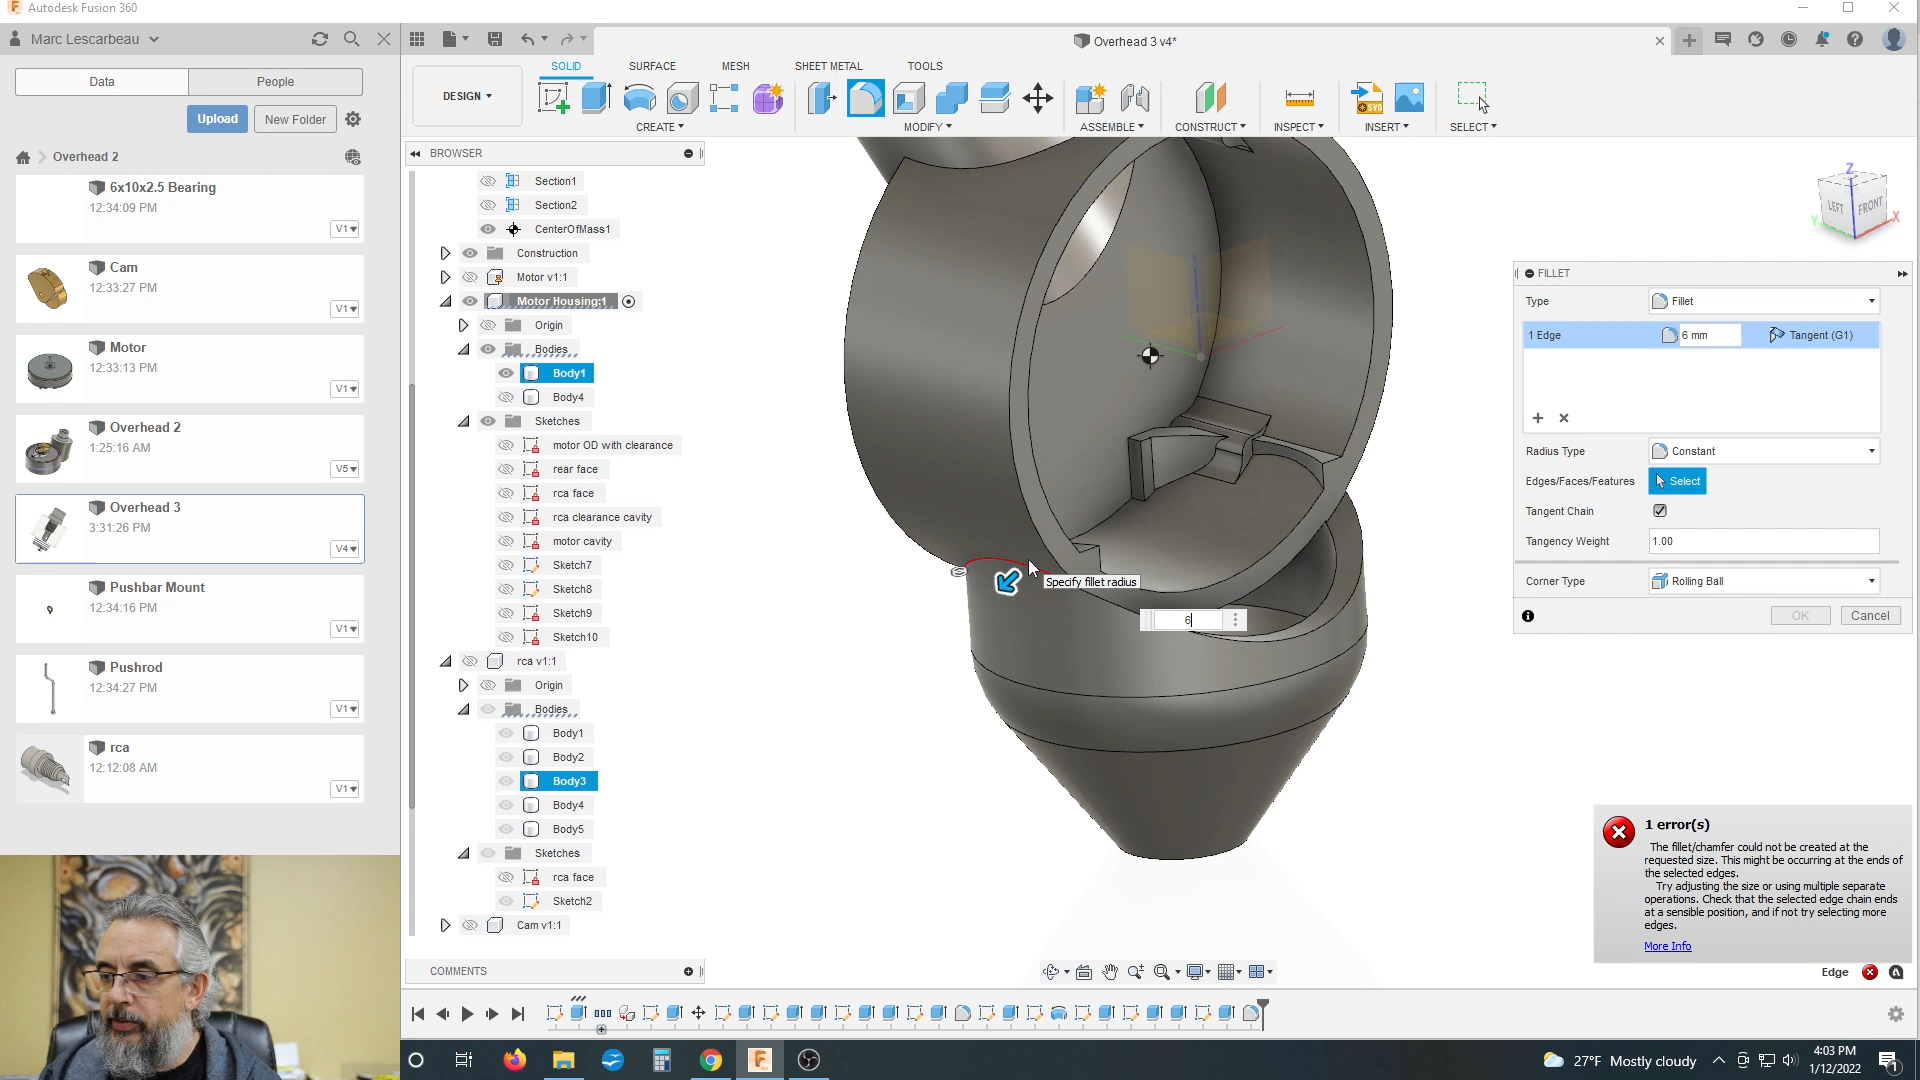 Autodesk Fusion 360
Marc Lescarbeau
Overhead 3 v4*
Data
People
Upload
New Folder
Overhead 2
6x10x2.5 Bearing
12:34:09 PM
V1
Cam
12:33:27 PM
V1
Motor
12:33:13 PM
V1
Overhead 2
1:25:16 AM
V5
Overhead 3
3:31:26 PM
V4
Pushbar Mount
12:34:16 PM
V1
Pushrod
12:34:27 PM
V1
rca
12:12:08 AM
V1
SOLID
SURFACE
MESH
SHEET METAL
TOOLS
DESIGN
CREATE
MODIFY
ASSEMBLE
CONSTRUCT
INSPECT
INSERT
SELECT
BROWSER
Section1
Section2
CenterOfMass1
Construction
Motor v1:1
Motor Housing:1
Origin
Bodies
Body1
Body4
Sketches
motor OD with clearance
rear face
rca face
rca clearance cavity
motor cavity
Sketch7
Sketch8
Sketch9
Sketch10
rca v1:1
Origin
Bodies
Body1
Body2
Body3
Body4
Body5
Sketches
rca face
Sketch2
Cam v1:1
COMMENTS
Specify fillet radius
6
Z
LEFT
FRONT
X
Y
FILLET
Type
Fillet
1 Edge
6 mm
Tangent (G1)
Radius Type
Constant
Edges/Faces/Features
Select
Tangent Chain
Tangency Weight
1.00
Corner Type
Rolling Ball
OK
Cancel
1 error(s)
The fillet/chamfer could not be created at the
requested size. This might be occurring at the ends of
the selected edges.
Try adjusting the size or using multiple separate
operations. Check that the selected edge chain ends
at a sensible position, and if not try selecting more
edges.
More Info
Edge
27°F Mostly cloudy
4:03 PM
1/12/2022
1